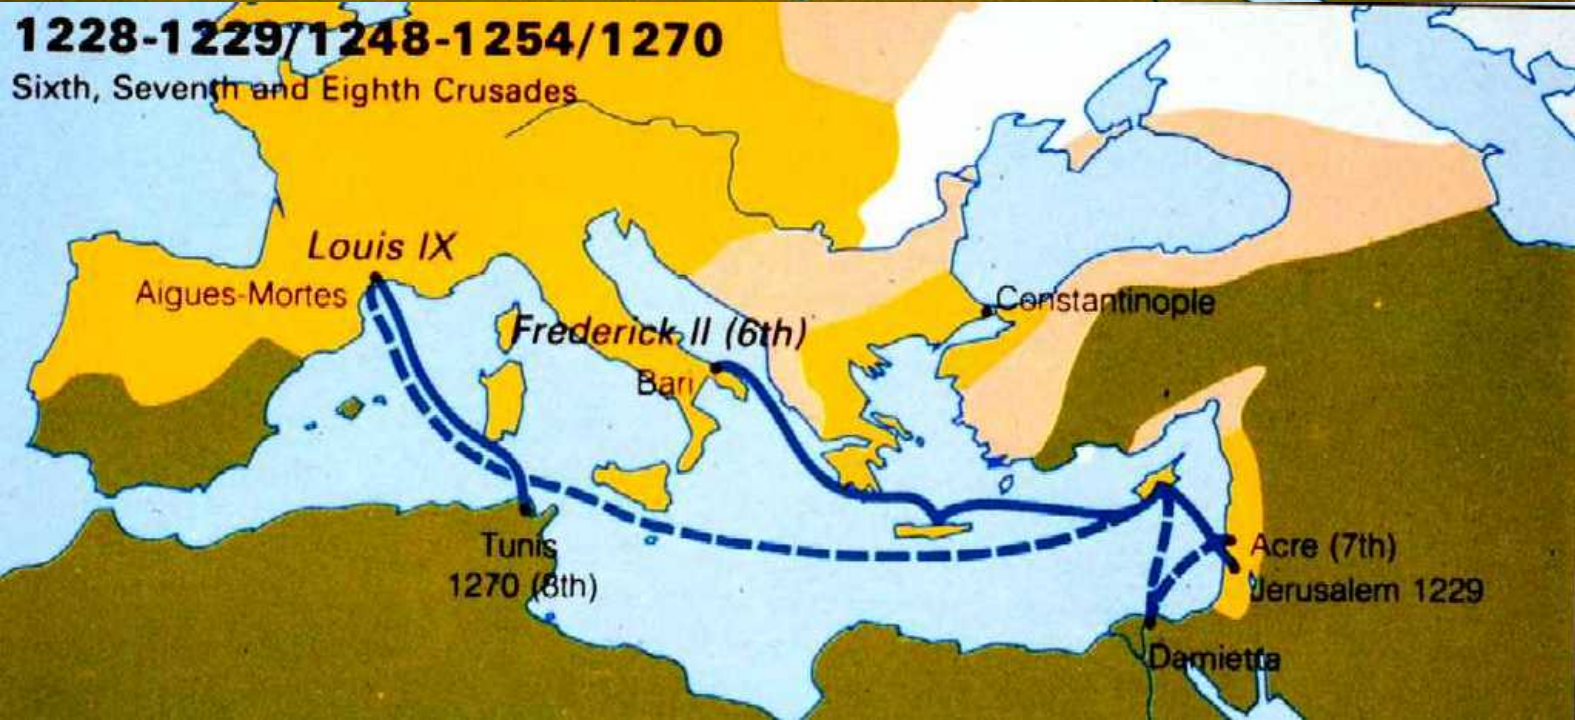 1228-1229/1248-1254/1270
Sixth, Seventh and Eighth Crusades
Louis IX
Aigues-Mortes
Constantinople
Frederick II (6th)
Bari
Tunis
1270 (8th)
Acre (7th)
Jerusalem 1229
Damietta